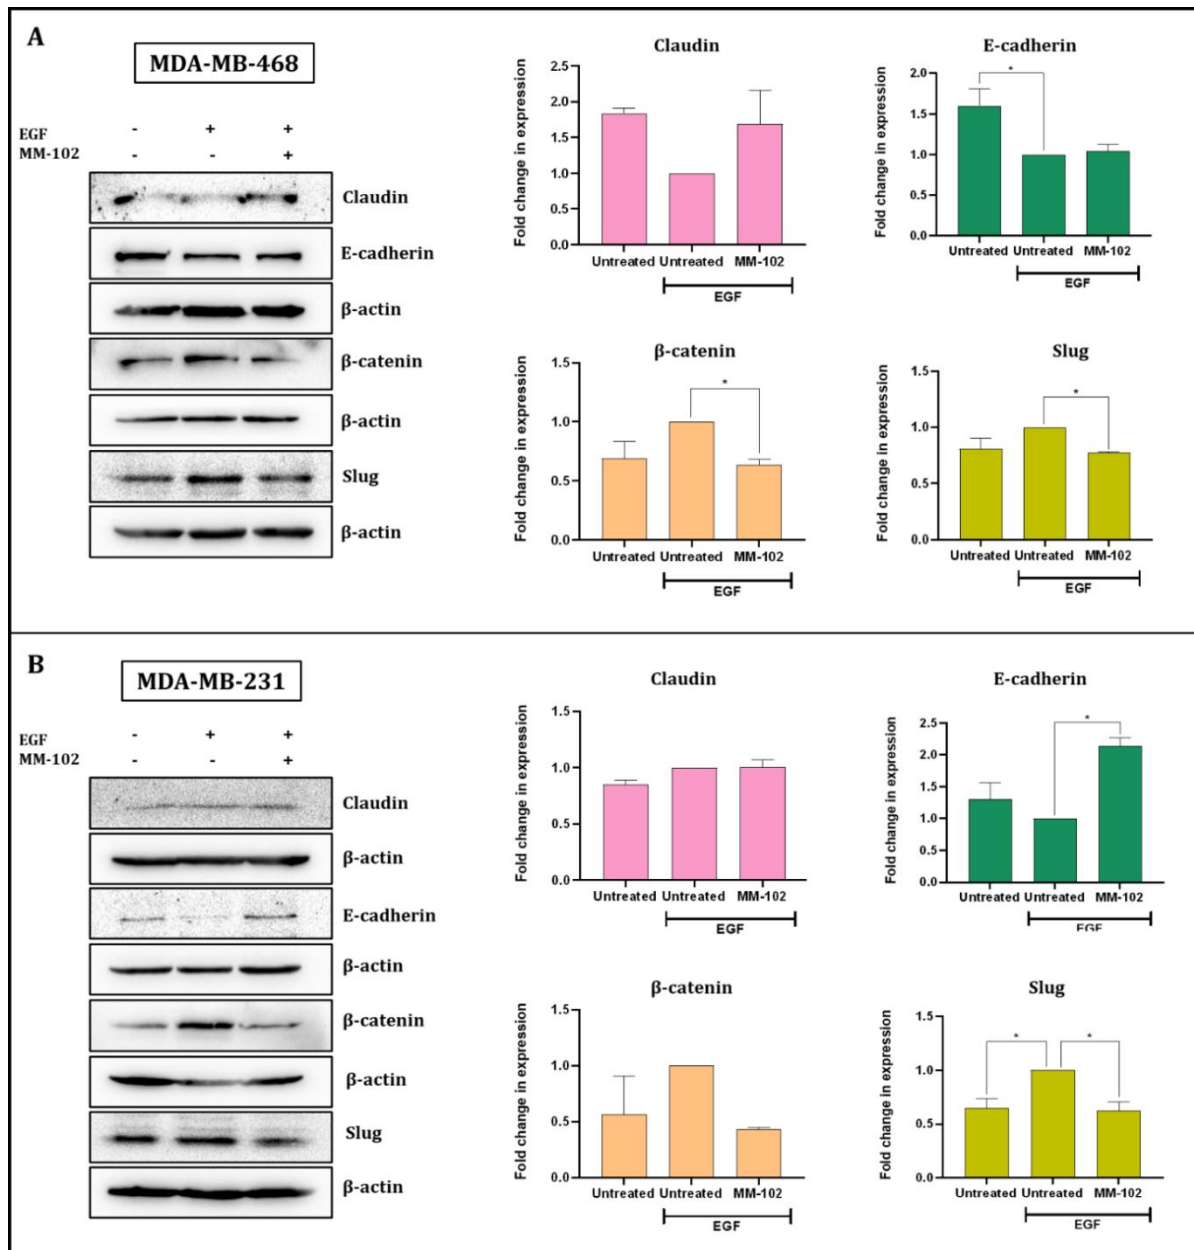 A
MDA-MB-468
EGF - + +
MM-102 - - +
Claudin
E-cadherin
β-actin
β-catenin
β-actin
Slug
β-actin
Claudin
Fold change in expression
2.5
2.0
1.5
1.0
0.5
0.0
Untreated Untreated MM-102
EGF
E-cadherin
Fold change in expression
2.0
1.5
1.0
0.5
0.0
*
Untreated Untreated MM-102
EGF
β-catenin
Fold change in expression
1.5
1.0
0.5
0.0
*
Untreated Untreated MM-102
EGF
Slug
Fold change in expression
1.5
1.0
0.5
0.0
*
Untreated Untreated MM-102
EGF
B
MDA-MB-231
EGF - + +
MM-102 - - +
Claudin
β-actin
E-cadherin
β-actin
β-catenin
β-actin
Slug
β-actin
Claudin
Fold change in expression
1.5
1.0
0.5
0.0
Untreated Untreated MM-102
EGF
E-cadherin
Fold change in expression
2.5
2.0
1.5
1.0
0.5
0.0
*
Untreated Untreated MM-102
EGF
β-catenin
Fold change in expression
1.5
1.0
0.5
0.0
Untreated Untreated MM-102
EGF
Slug
Fold change in expression
1.5
1.0
0.5
0.0
* *
Untreated Untreated MM-102
EGF